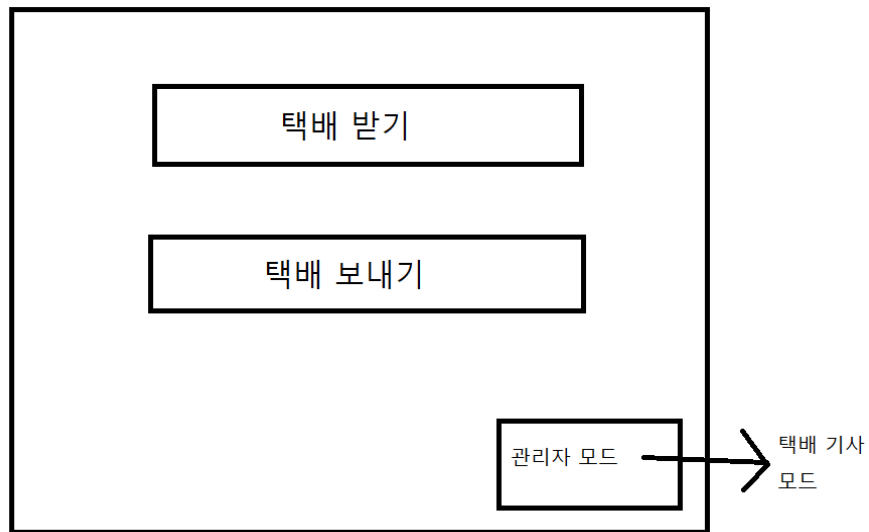 택배 받기
택배 보내기
관리자 모드
택배 기사
모드